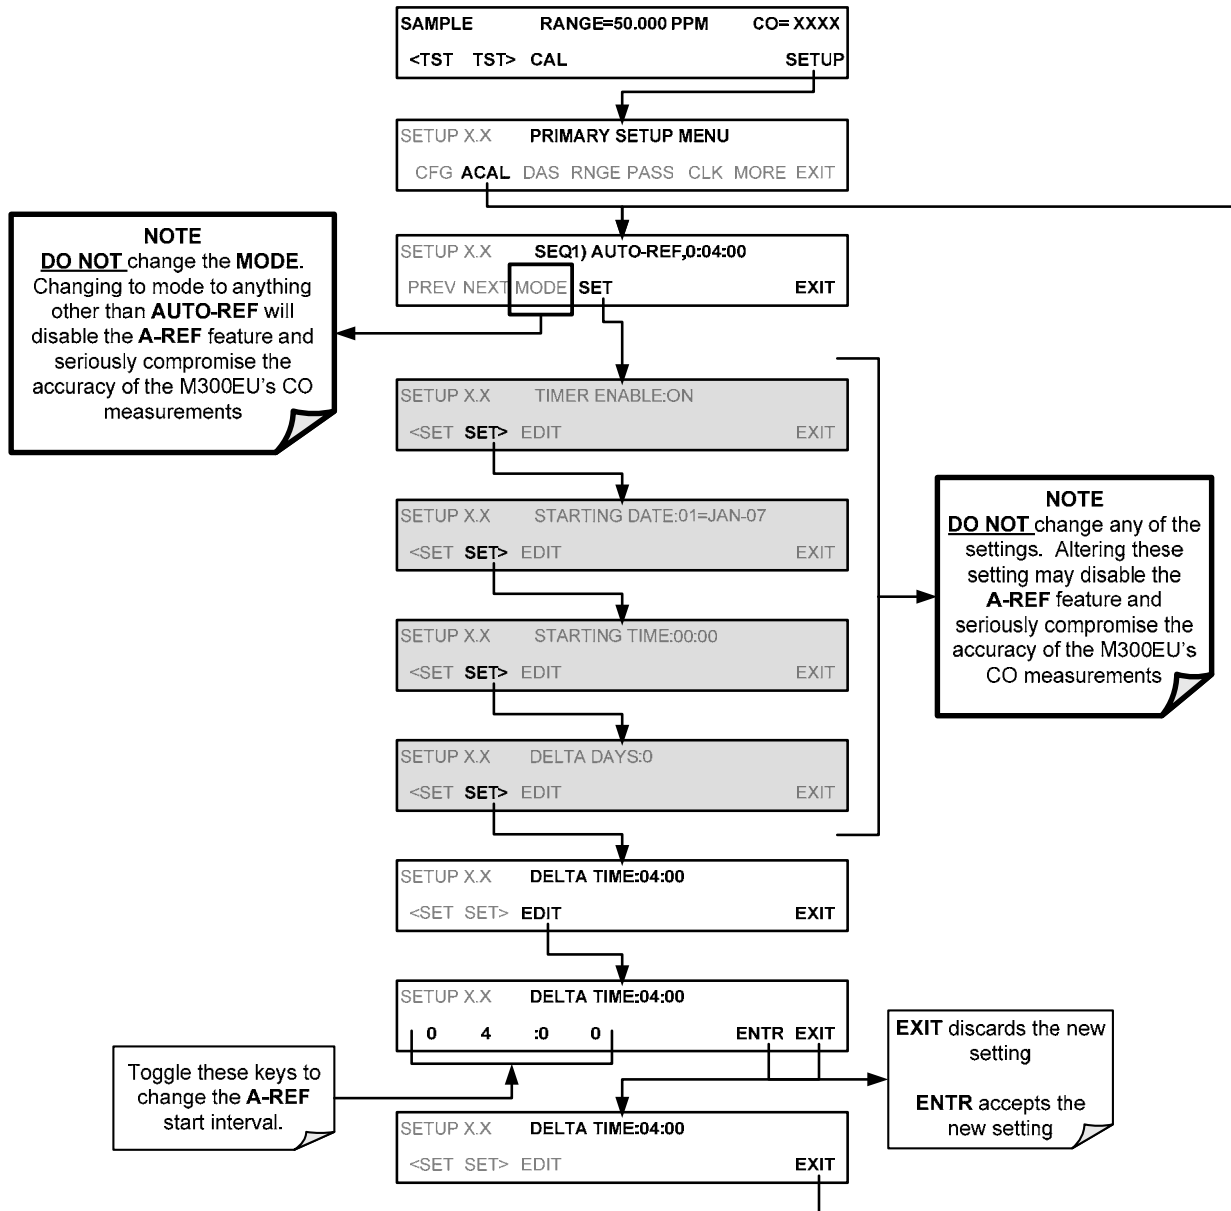 SAMPLE RANGE=50.000 PPM CO= XXXX
<TST TST> CAL SETUP
SETUP X.X PRIMARY SETUP MENU
CFG ACAL DAS RNGE PASS CLK MORE EXIT
SETUP X.X SEQ1) AUTO-REF,0:04:00
PREV NEXT MODE SET EXIT
NOTE
DO NOT change the MODE.
Changing to mode to anything
other than AUTO-REF will
disable the A-REF feature and
seriously compromise the
accuracy of the M300EU's CO
measurements
SETUP X.X TIMER ENABLE:ON
<SET SET> EDIT EXIT
SETUP X.X STARTING DATE:01=JAN-07
<SET SET> EDIT EXIT
SETUP X.X STARTING TIME:00:00
<SET SET> EDIT EXIT
SETUP X.X DELTA DAYS:0
<SET SET> EDIT EXIT
NOTE
DO NOT change any of the
settings. Altering these
setting may disable the
A-REF feature and
seriously compromise the
accuracy of the M300EU's
CO measurements
SETUP X.X DELTA TIME:04:00
<SET SET> EDIT EXIT
SETUP X.X DELTA TIME:04:00
0 4 :0 0 ENTR EXIT
Toggle these keys to
change the A-REF
start interval.
EXIT discards the new
setting
ENTR accepts the
new setting
SETUP X.X DELTA TIME:04:00
<SET SET> EDIT EXIT